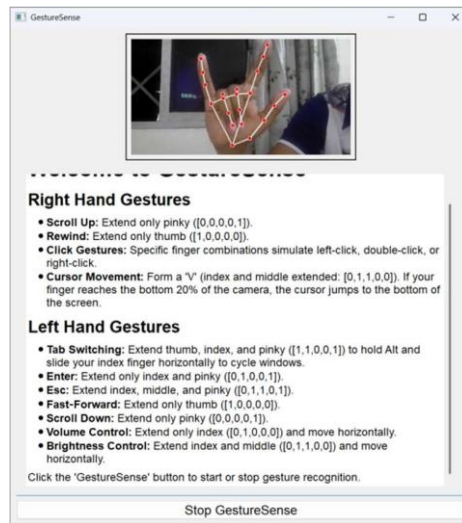 GestureSense
Welcome to GestureSense
Right Hand Gestures
Scroll Up: Extend only pinky ([0,0,0,0,1]).
Rewind: Extend only thumb ([1,0,0,0,0]).
Click Gestures: Specific finger combinations simulate left-click, double-click, or
right-click.
Cursor Movement: Form a 'V' (index and middle extended: [0,1,1,0,0]). If your
finger reaches the bottom 20% of the camera, the cursor jumps to the bottom of
the screen.
Left Hand Gestures
Tab Switching: Extend thumb, index, and pinky ([1,1,0,0,1]) to hold Alt and
slide your index finger horizontally to cycle windows.
Enter: Extend only index and pinky ([0,1,0,0,1]).
Esc: Extend index, middle, and pinky ([0,1,1,0,1]).
Fast-Forward: Extend only thumb ([1,0,0,0,0]).
Scroll Down: Extend only pinky ([0,0,0,0,1]).
Volume Control: Extend only index ([0,1,0,0,0]) and move horizontally.
Brightness Control: Extend index and middle ([0,1,1,0,0]) and move
horizontally.
Click the 'GestureSense' button to start or stop gesture recognition.
Stop GestureSense